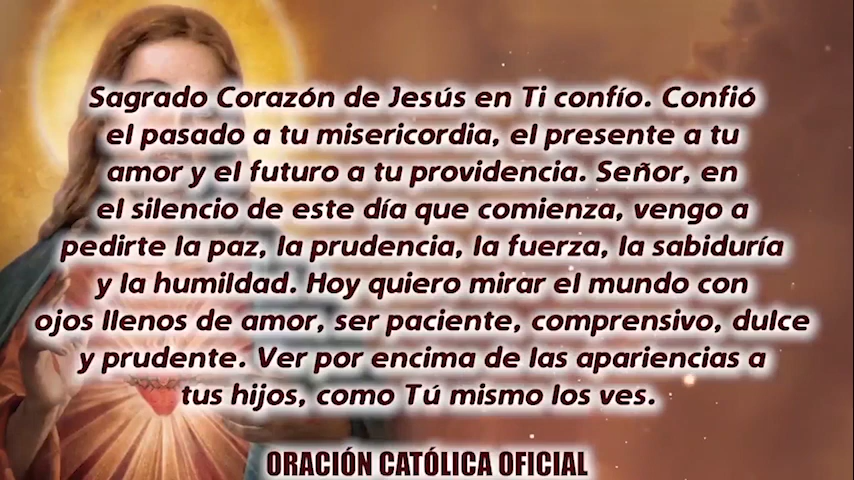 Sagrado Corazón de Jesús en Ti confío. Confió
el pasado a tu misericordia, el presente a tu
amor y el futuro a tu providencia. Señor, en
el silencio de este día que comienza, vengo a
pedirte la paz, la prudencia, la fuerza, la sabiduría
y la humildad. Hoy quiero mirar el mundo con
ojos llenos de amor, ser paciente, comprensivo, dulce
y prudente. Ver por encima de las apariencias a
tus hijos, como Tú mismo los ves.
ORACIÓN CATÓLICA OFICIAL